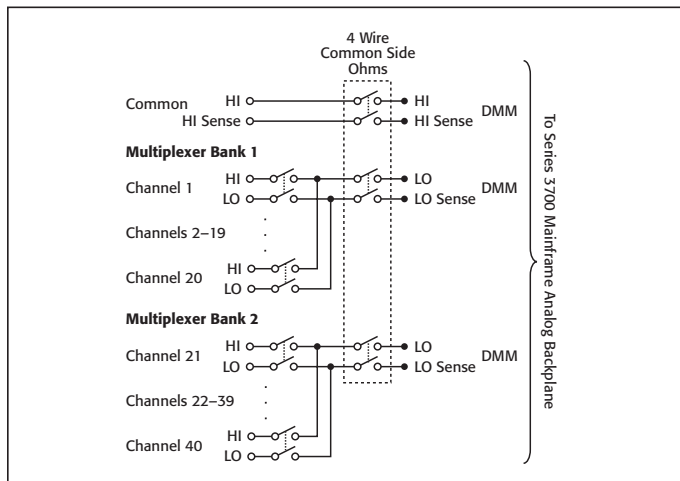 4 Wire
Common Side
Ohms
Common HI HI DMM
HI Sense HI Sense
Multiplexer Bank 1
Channel 1 HI LO DMM
LO LO Sense
Channels 2–19
Channel 20 HI
LO
Multiplexer Bank 2
Channel 21 HI LO DMM
LO LO Sense
Channels 22–39
Channel 40 HI
LO
To Series 3700 Mainframe Analog Backplane